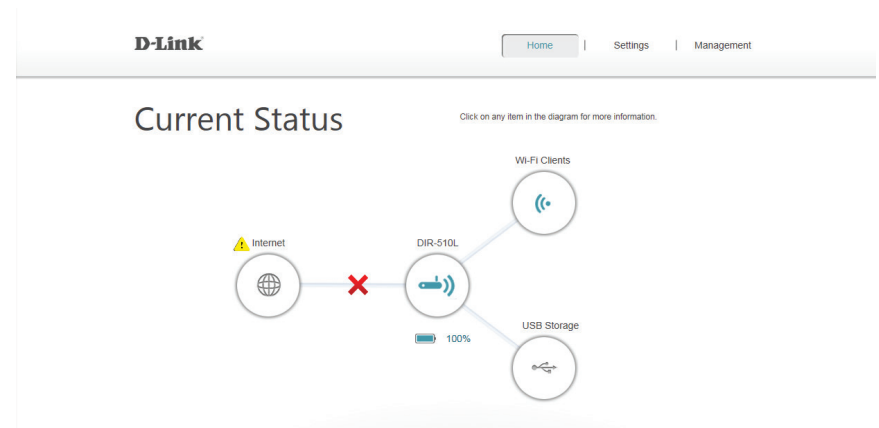 D-Link
Home | Settings | Management
Current Status
Click on any item in the diagram for more information.
Wi-Fi Clients
Internet
DIR-510L
100%
USB Storage